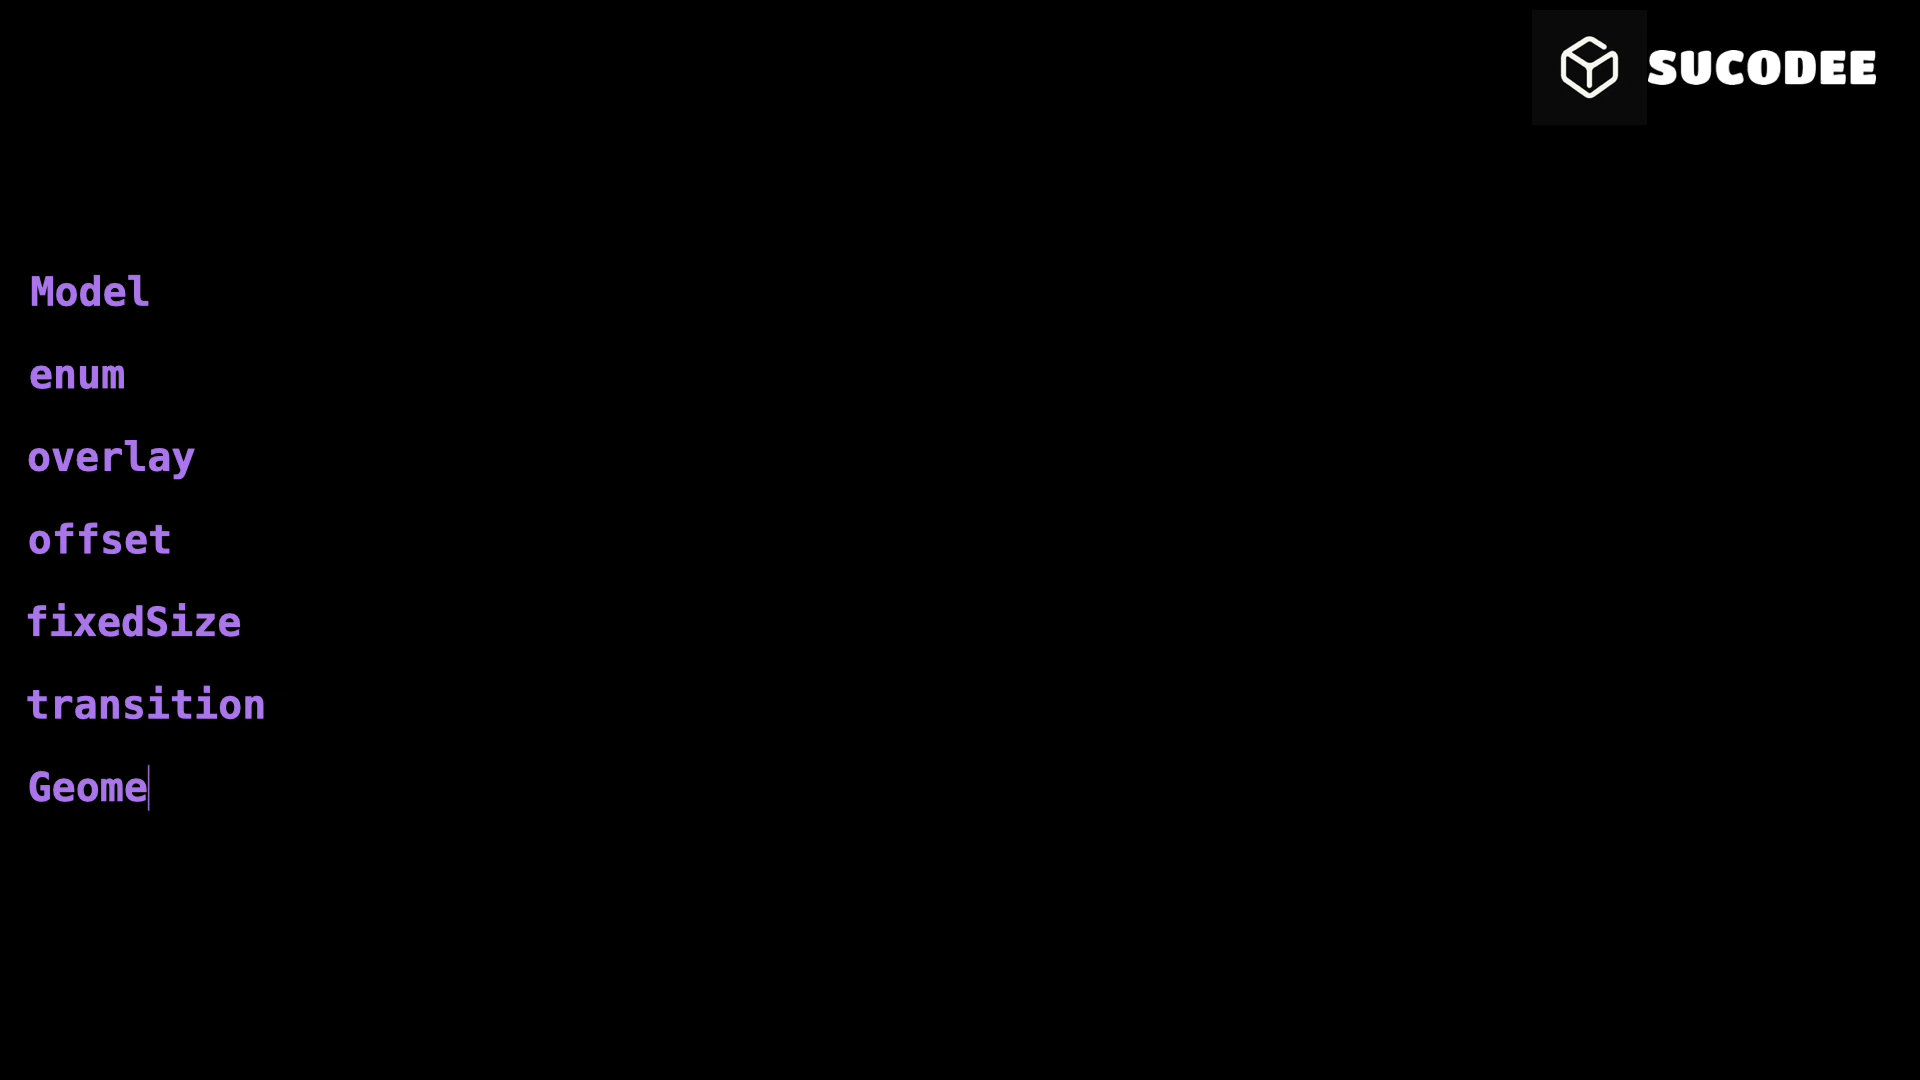 SUCODEE
Model
enum
overlay
offset
fixedSize
transition
Geome